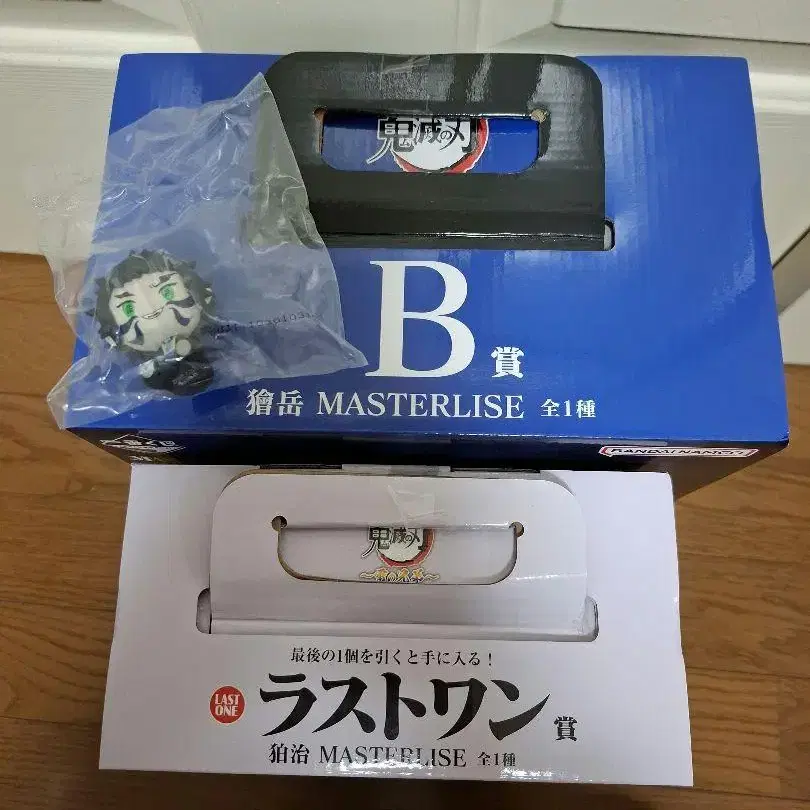 鬼滅の刃
B賞
獪岳 MASTERLISE 全1種
BANDAI NAMCO
鬼滅の刃
最後の1個を引くと手に入る!
LAST ONE
ラストワン賞
狛治 MASTERLISE 全1種